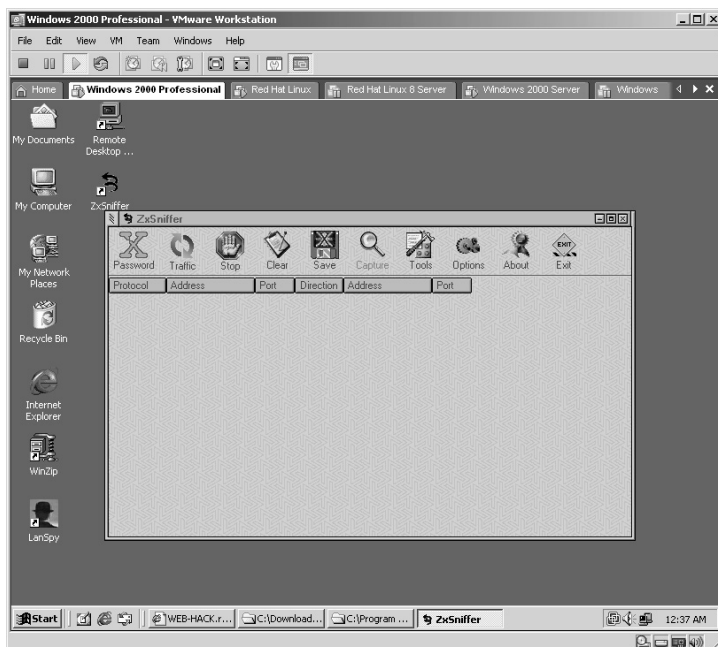 Windows 2000 Professional - VMware Workstation
File Edit View VM Team Windows Help
Home Windows 2000 Professional Red Hat Linux Red Hat Linux 8 Server Windows 2000 Server Windows
My Documents
Remote Desktop ...
My Computer
ZxSniffer
ZxSniffer
Password Traffic Stop Clear Save Capture Tools Options About EXIT Exit
Protocol Address Port Direction Address Port
My Network Places
Recycle Bin
Internet Explorer
WinZip
LanSpy
Start WEB-HACK.r... C:\Download... C:\Program ... ZxSniffer 12:37 AM